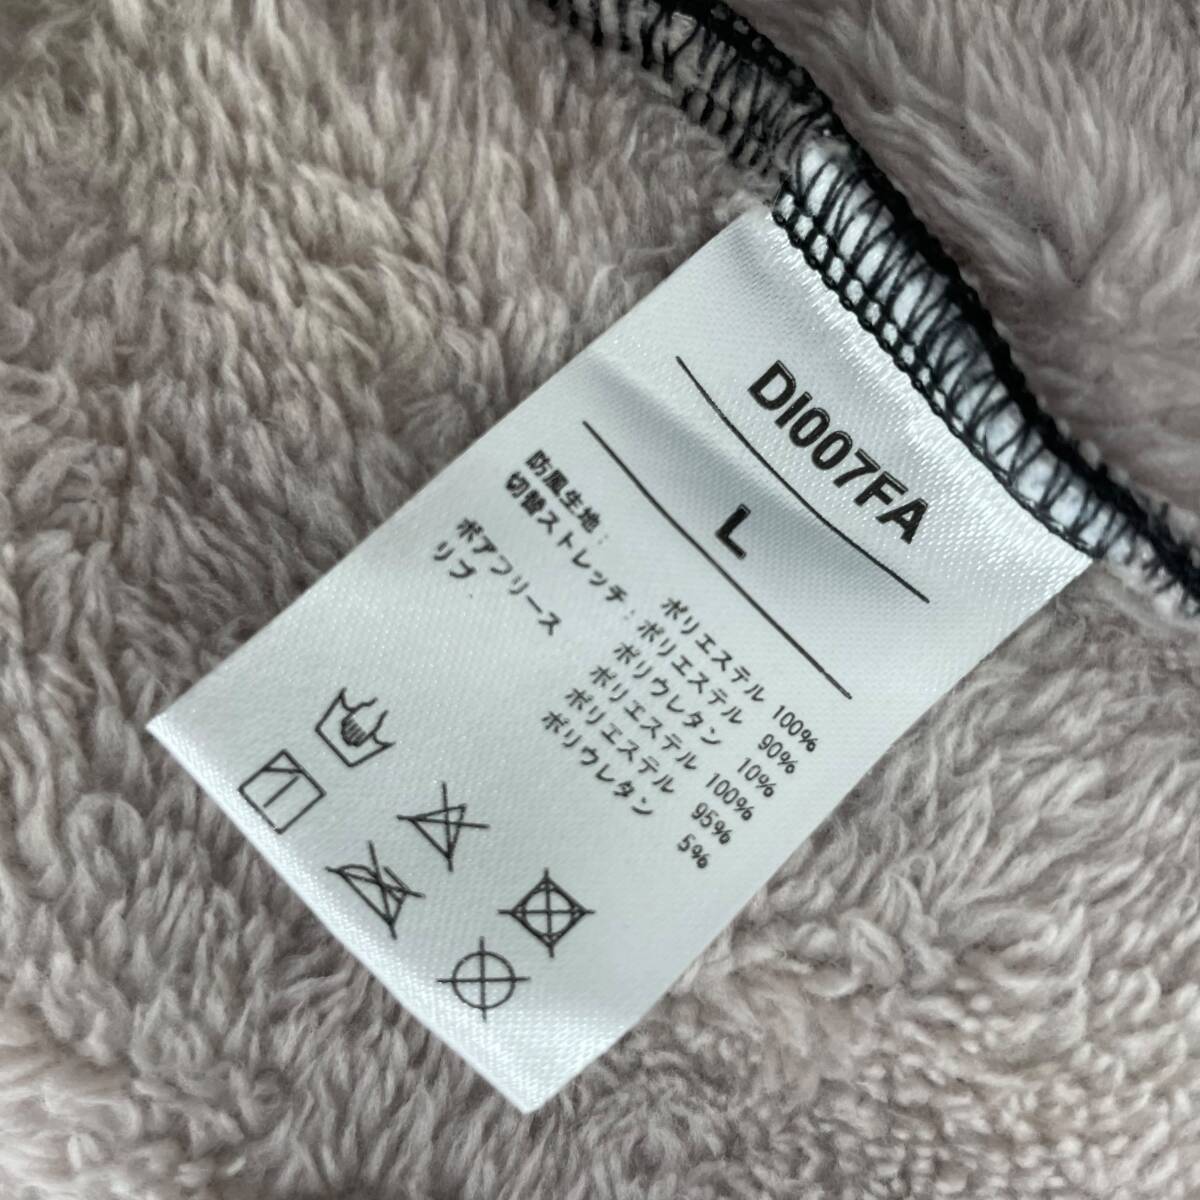 DI007FA
L
防風生地: ポリエステル 100%
切替ストレッチ: ポリエステル 90%
ポリウレタン 10%
ボアつリース ポリエステル 100%
リブ ポリエステル 95%
ポリウレタン 5%